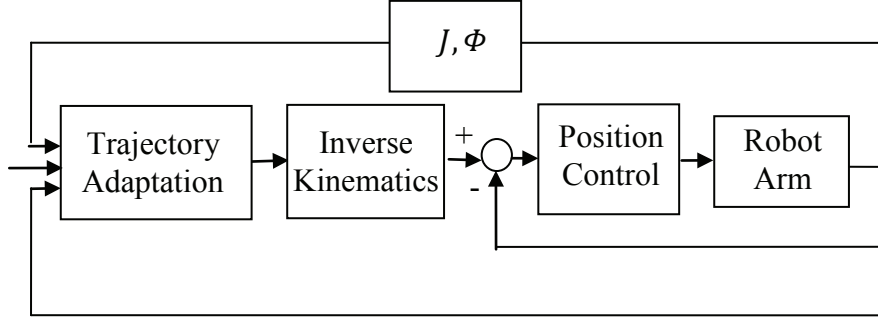 J, Φ
Trajectory
Adaptation
Inverse
Kinematics
+
-
Position
Control
Robot
Arm